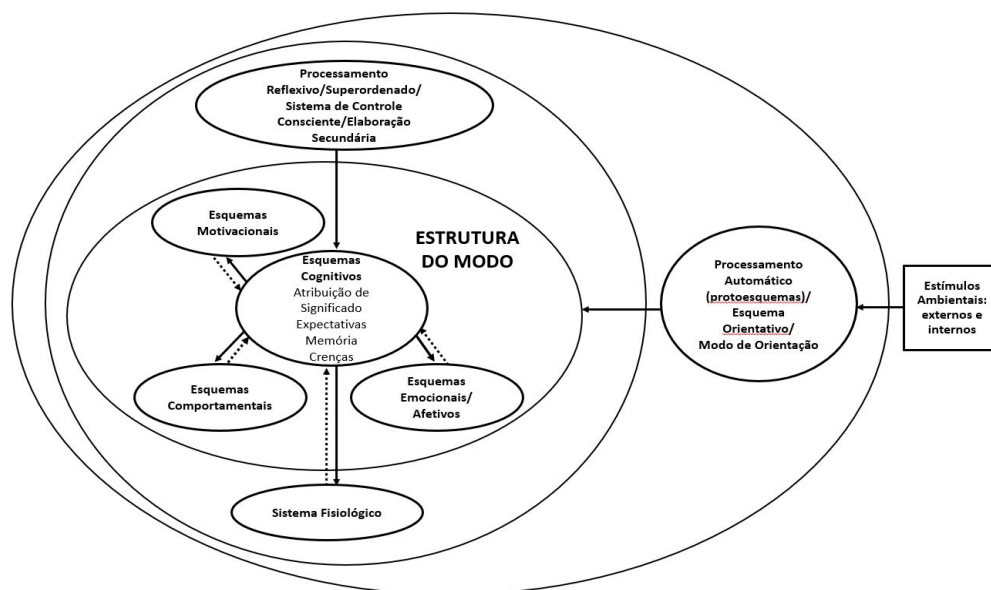 Processamento
Reflexivo/Superordenado/
Sistema de Controle
Consciente/Elaboração
Secundária
Esquemas
Motivacionais
ESTRUTURA
DO MODO
Esquemas
Cognitivos
Atribuição de
Significado
Expectativas
Memória
Crenças
Esquemas
Comportamentais
Esquemas
Emocionais/
Afetivos
Sistema Fisiológico
Processamento
Automático
(protoesquemas)/
Esquema
Orientativo/
Modo de Orientação
Estímulos
Ambientais:
externos e
internos